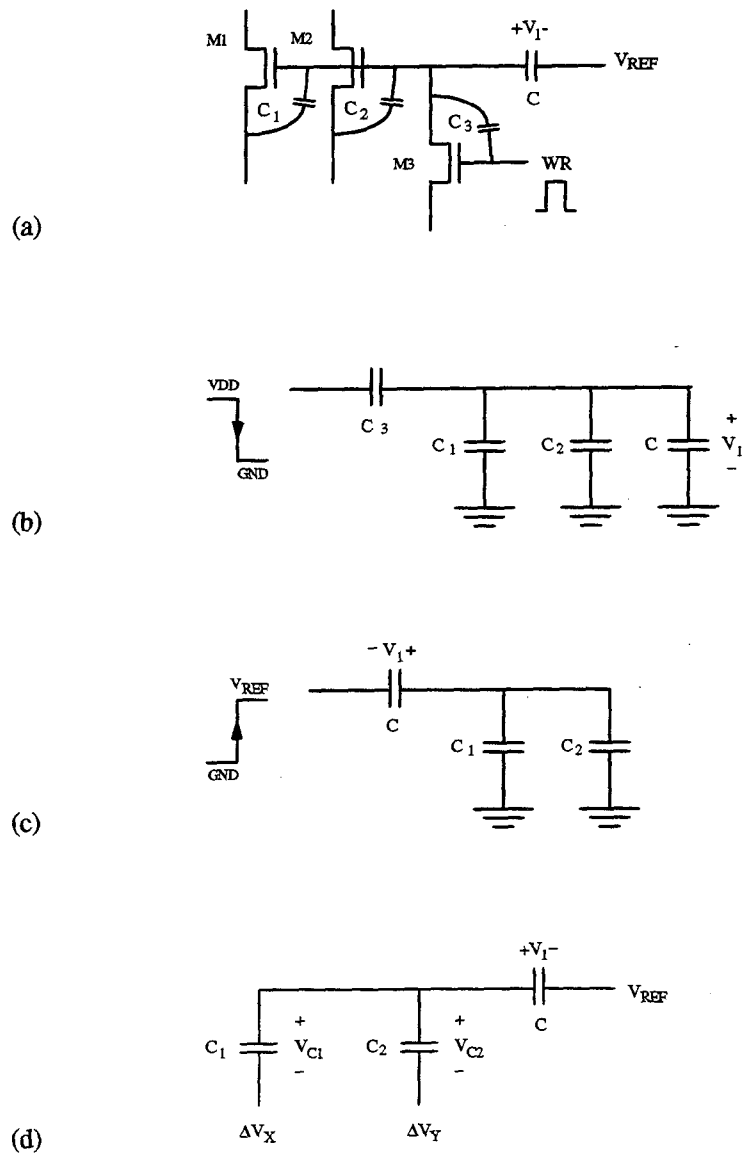 +V1-
M1 M2 VREF
C1 C2 C
C3
M3 WR
(a)
VDD
C3
C1 C2 C +
V1
-
GND
(b)
- V1+
VREF
C
C1 C2
GND
(c)
+V1-
VREF
C
C1 + VC1 - C2 + VC2 -
ΔVX ΔVY
(d)